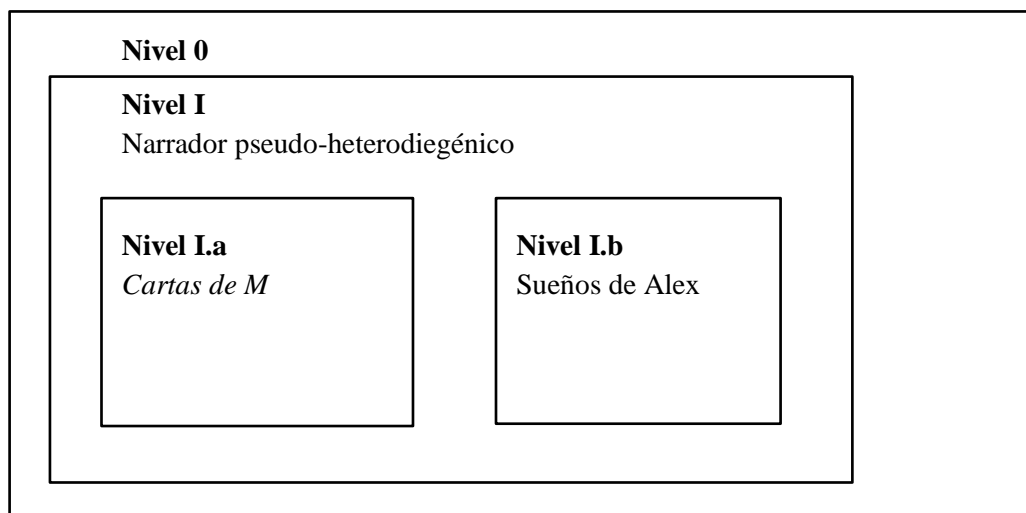 Nivel 0
Nivel I
Narrador pseudo-heterodiegénico
Nivel I.a
Cartas de M
Nivel I.b
Sueños de Alex